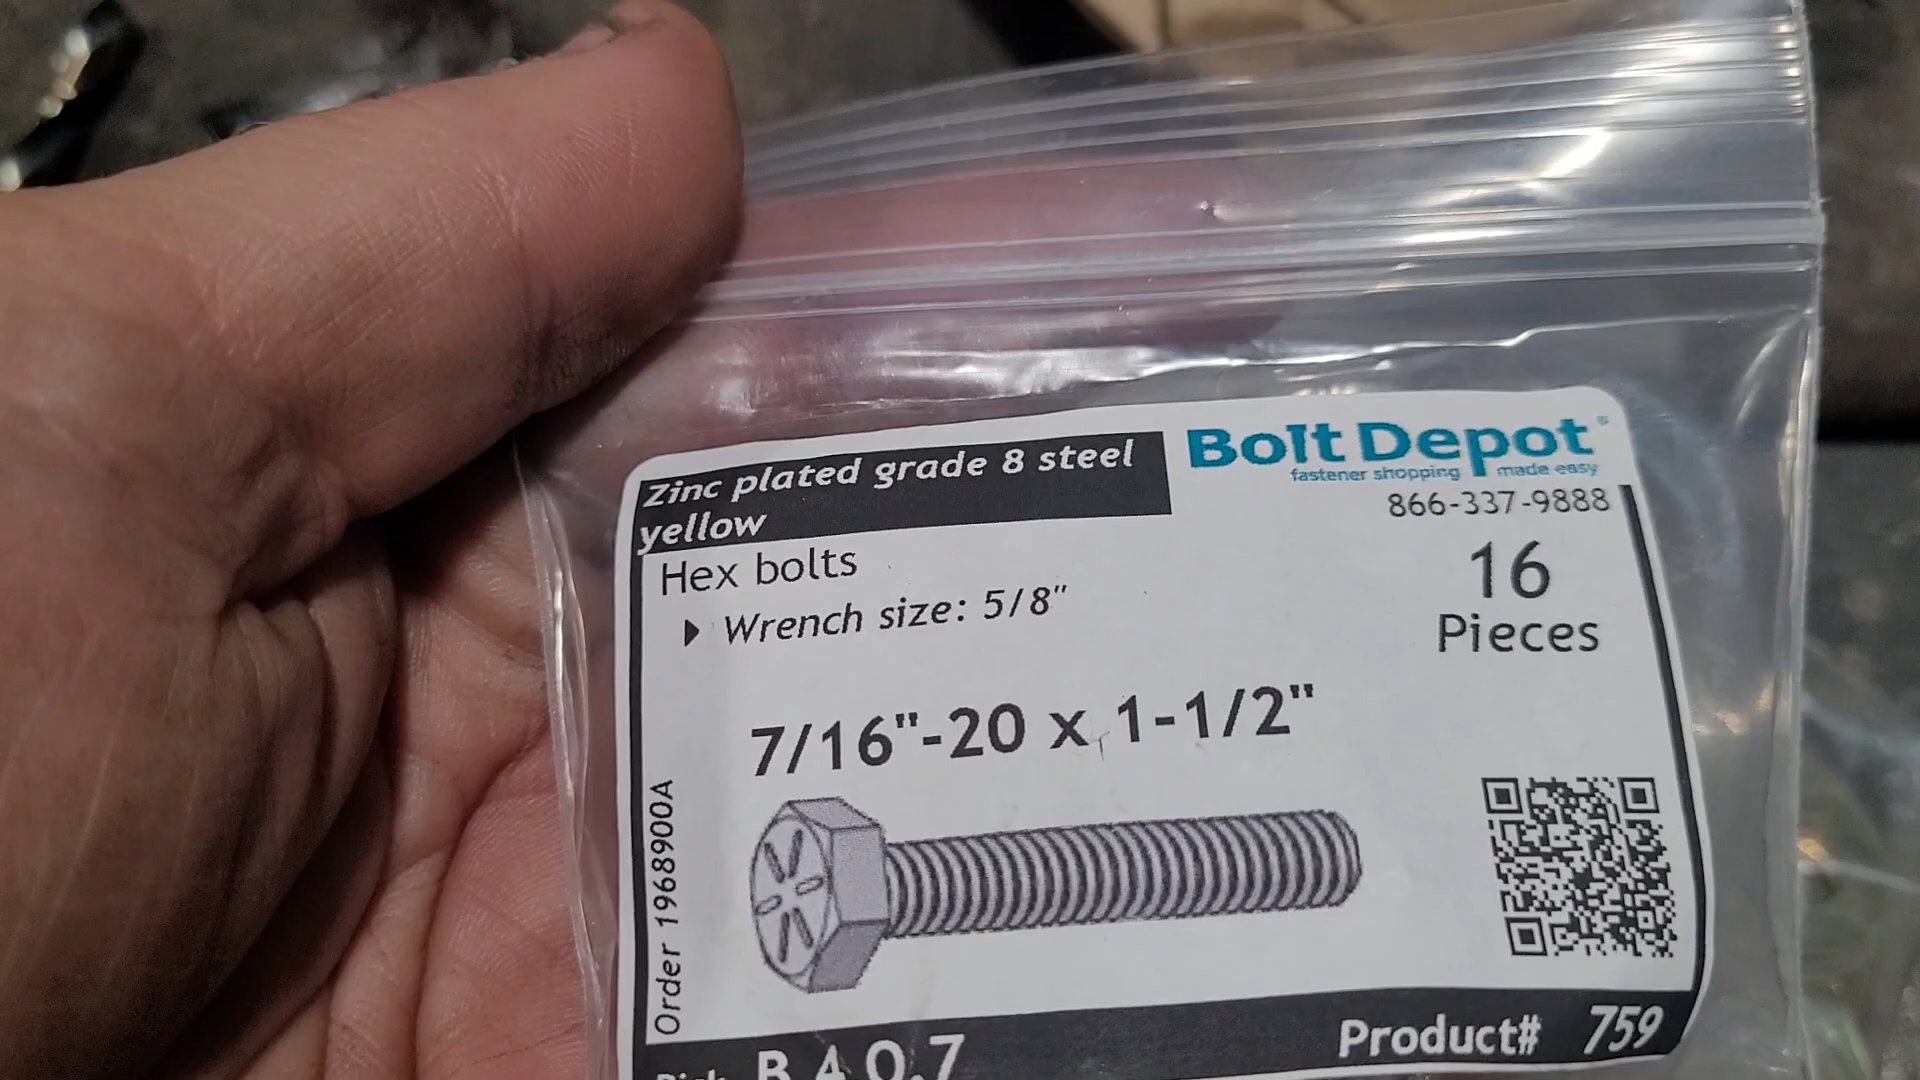 Zinc plated grade 8 steel
yellow
Bolt Depot®
fastener shopping made easy
866-337-9888
Hex bolts
Wrench size: 5/8"
16
Pieces
7/16"-20 x 1-1/2"
Order 1968900A
Product# 759